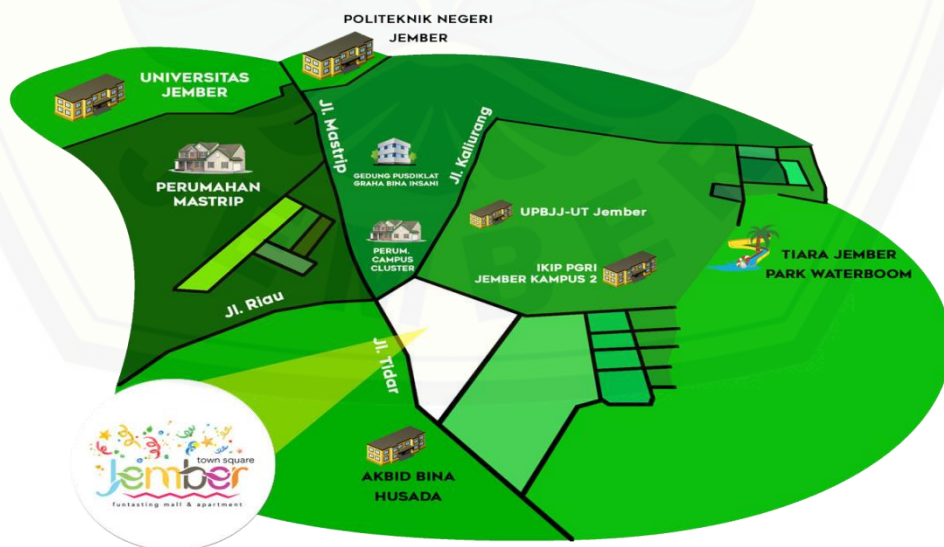 POLITEKNIK NEGERI
JEMBER
UNIVERSITAS
JEMBER
Jl. Mastrip
Jl. Kaliurang
GEDUNG PUSDIKLAT
GRAHA BINA INSANI
PERUMAHAN
MASTRIP
UPBJJ-UT Jember
PERUM.
CAMPUS
CLUSTER
IKIP PGRI
JEMBER KAMPUS 2
TIARA JEMBER
PARK WATERBOOM
Jl. Riau
Jl. Tidar
town square
Jember
funtasting mall & apartment
AKBID BINA
HUSADA